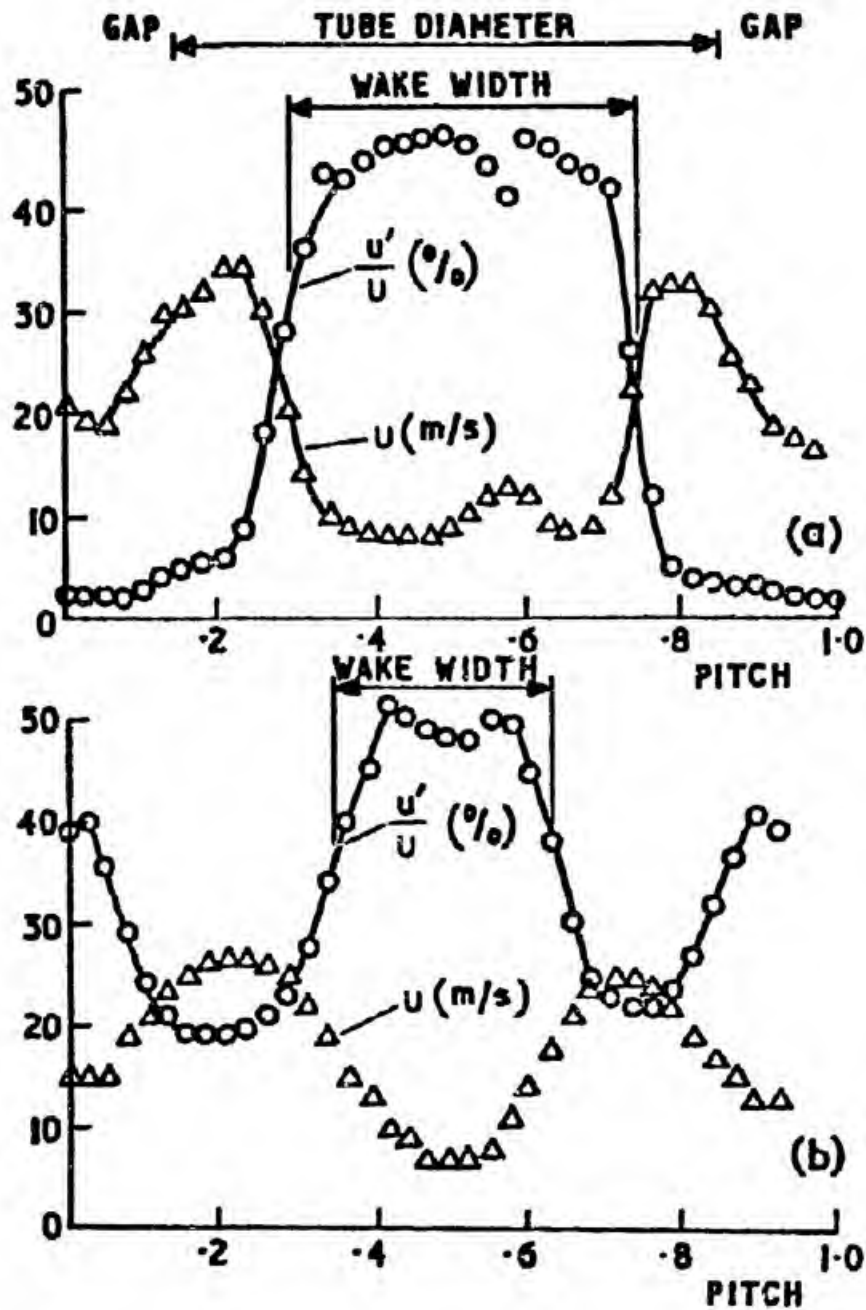 GAP TUBE DIAMETER GAP
WAKE WIDTH
50
40
30
20
10
0
u'/U (%)
U (m/s)
(a)
·2 ·4 ·6 ·8 1·0
PITCH
WAKE WIDTH
50
40
30
20
10
0
u'/U (%)
U (m/s)
(b)
·2 ·4 ·6 ·8 1·0
PITCH